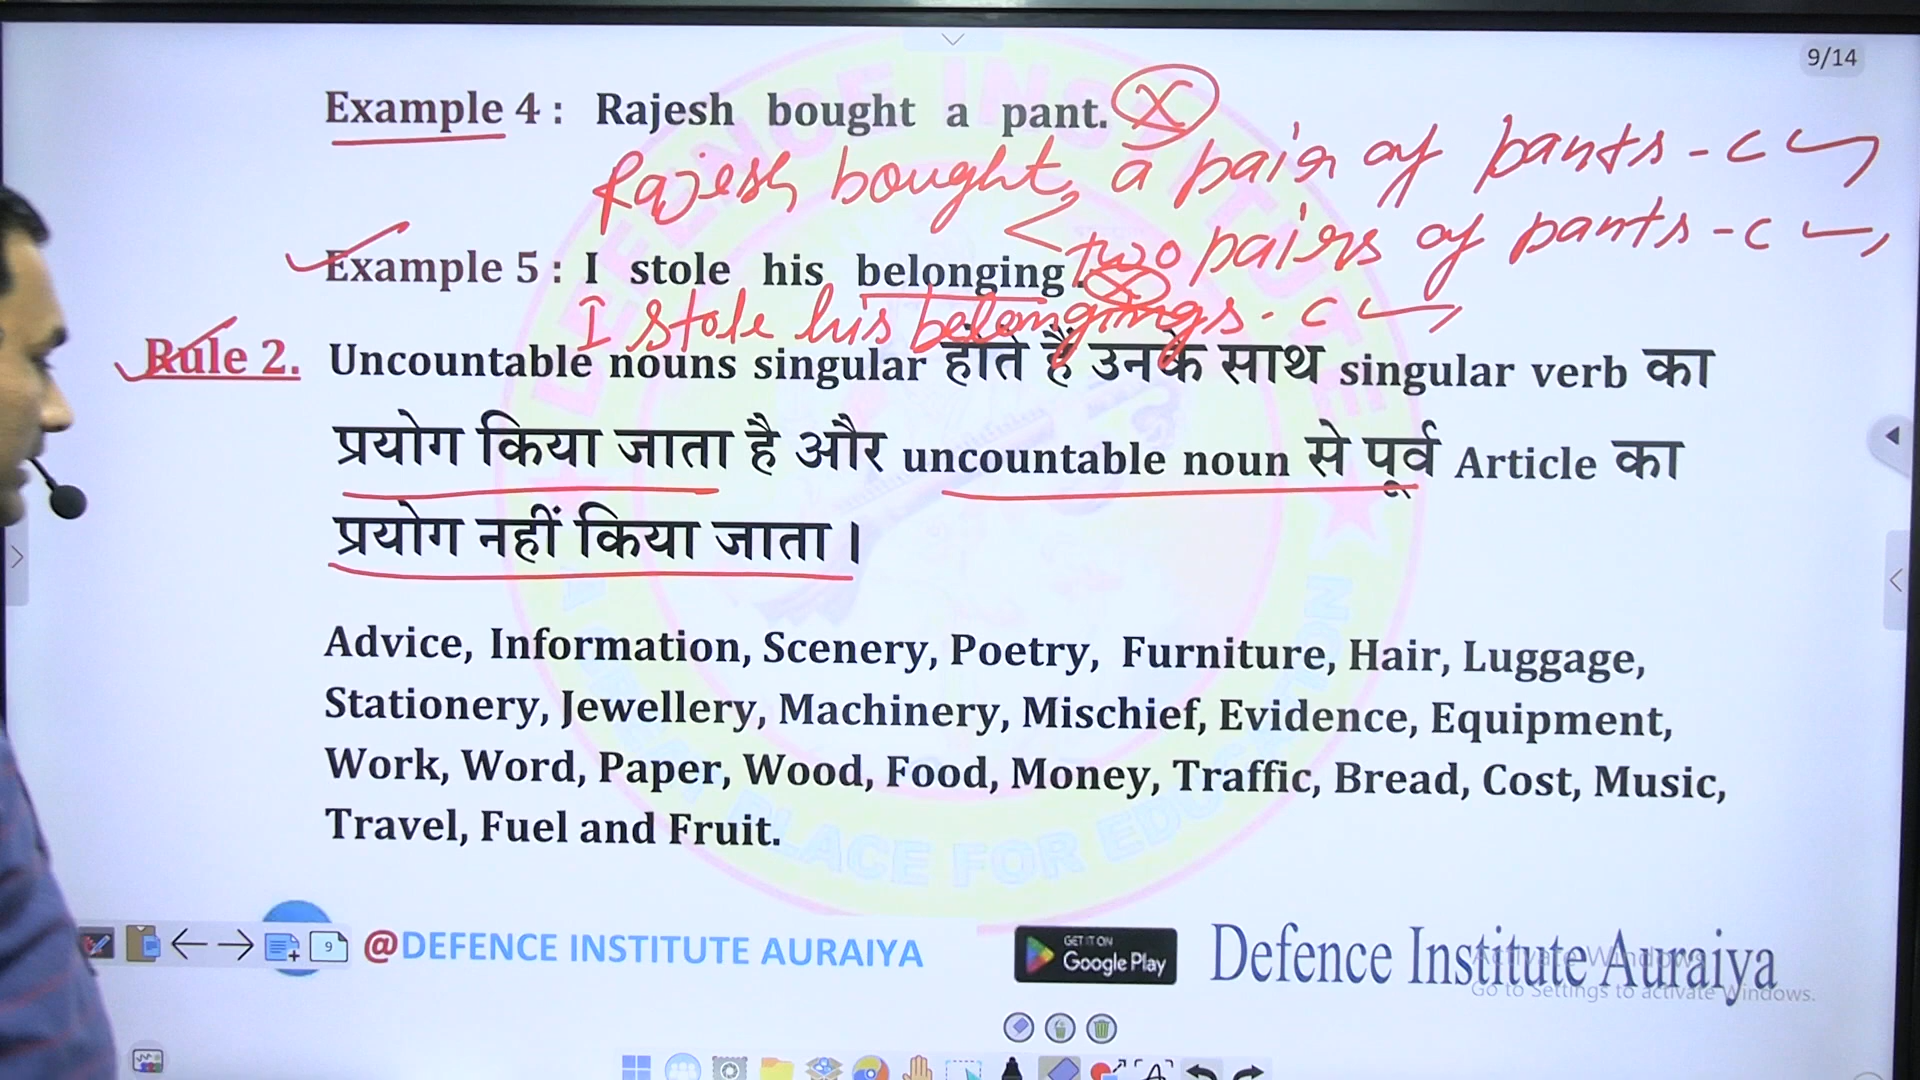 9/14
Example 4 : Rajesh bought a pant. X
Rajesh bought a pair of pants - C
two pairs of pants - C
Example 5 : I stole his belonging. X
I stole his belongings. C
Rule 2. Uncountable nouns singular होते हैं उनके साथ singular verb का
प्रयोग किया जाता है और uncountable noun से पूर्व Article का
प्रयोग नहीं किया जाता ।
Advice, Information, Scenery, Poetry, Furniture, Hair, Luggage,
Stationery, Jewellery, Machinery, Mischief, Evidence, Equipment,
Work, Word, Paper, Wood, Food, Money, Traffic, Bread, Cost, Music,
Travel, Fuel and Fruit.
9 @DEFENCE INSTITUTE AURAIYA
GET IT ON
Google Play
Defence Institute Auraiya
Activate Windows
Go to Settings to activate Windows.